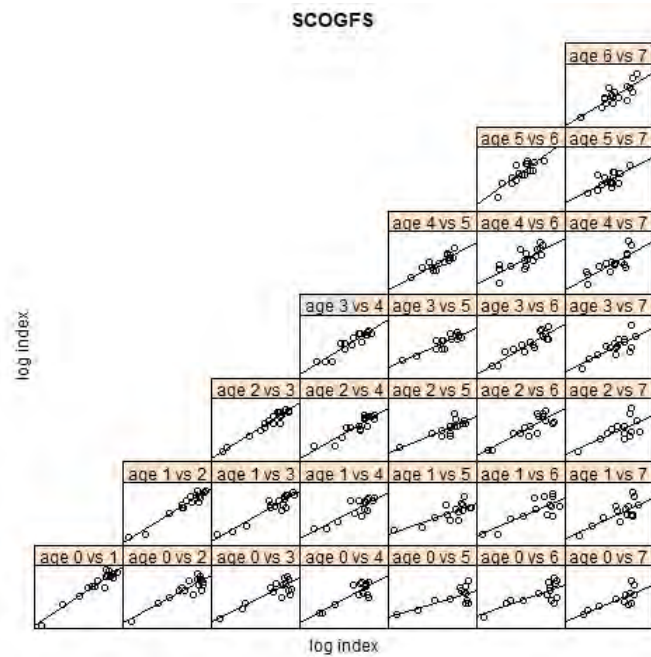 SCOGFS
age 6 vs 7
age 5 vs 6 age 5 vs 7
age 4 vs 5 age 4 vs 6 age 4 vs 7
age 3 vs 4 age 3 vs 5 age 3 vs 6 age 3 vs 7
log index
age 2 vs 3 age 2 vs 4 age 2 vs 5 age 2 vs 6 age 2 vs 7
age 1 vs 2 age 1 vs 3 age 1 vs 4 age 1 vs 5 age 1 vs 6 age 1 vs 7
age 0 vs 1 age 0 vs 2 age 0 vs 3 age 0 vs 4 age 0 vs 5 age 0 vs 6 age 0 vs 7
log index